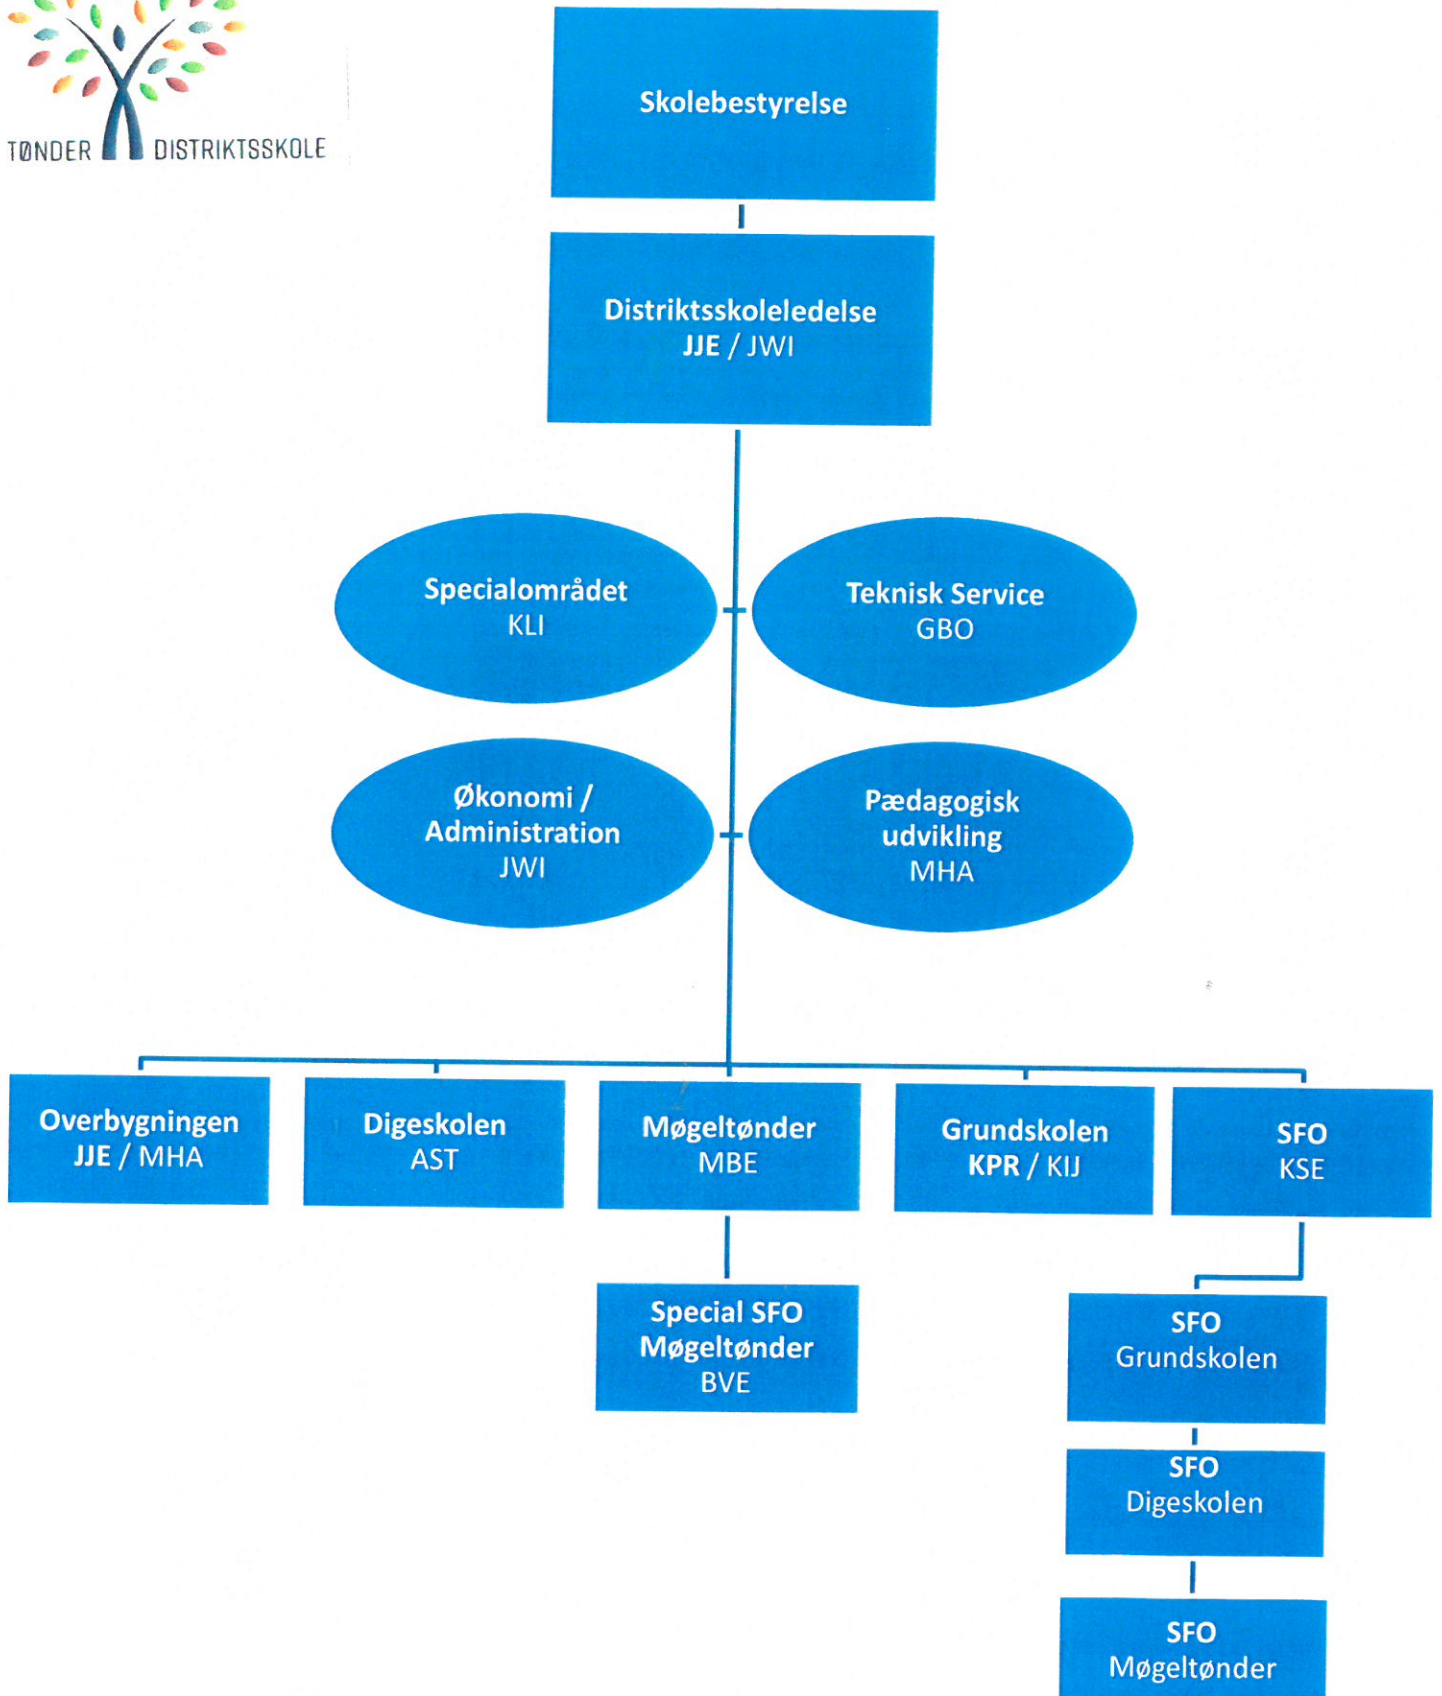 TØNDER DISTRIKTSSKOLE
Skolebestyrelse
Distriktsskoleledelse
JJE / JWI
Specialområdet
KLI
Teknisk Service
GBO
Økonomi /
Administration
JWI
Pædagogisk
udvikling
MHA
Overbygningen
JJE / MHA
Digeskolen
AST
Møgeltønder
MBE
Grundskolen
KPR / KIJ
SFO
KSE
Special SFO
Møgeltønder
BVE
SFO
Grundskolen
SFO
Digeskolen
SFO
Møgeltønder